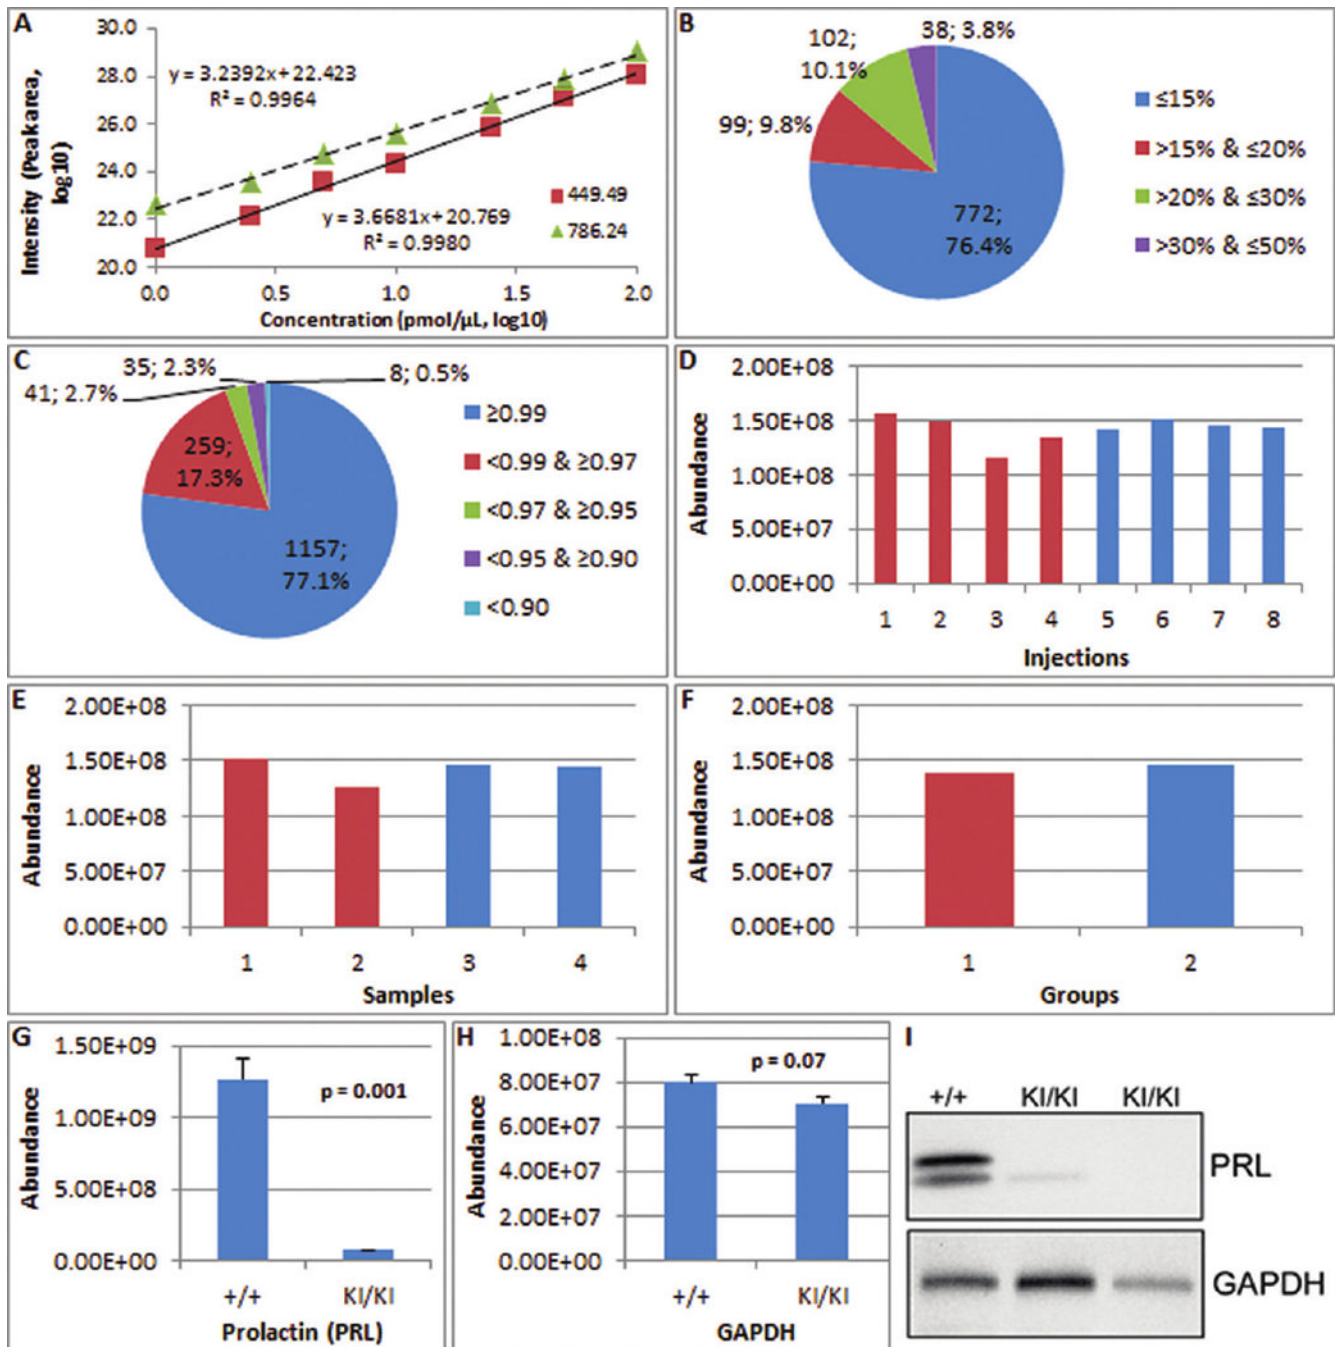 A
30.0
28.0
26.0
24.0
22.0
20.0
Intensity (Peak area,
log10)
y = 3.2392x + 22.423
R² = 0.9964
y = 3.6681x + 20.769
R² = 0.9980
449.49
786.24
0.0 0.5 1.0 1.5 2.0
Concentration (pmol/µL, log10)
B
38; 3.8%
102;
10.1%
99; 9.8%
772;
76.4%
≤15%
>15% & ≤20%
>20% & ≤30%
>30% & ≤50%
C
35; 2.3%
8; 0.5%
41; 2.7%
259;
17.3%
1157;
77.1%
≥0.99
<0.99 & ≥0.97
<0.97 & ≥0.95
<0.95 & ≥0.90
<0.90
D
2.00E+08
1.50E+08
1.00E+08
5.00E+07
0.00E+00
Abundance
1 2 3 4 5 6 7 8
Injections
E
2.00E+08
1.50E+08
1.00E+08
5.00E+07
0.00E+00
Abundance
1 2 3 4
Samples
F
2.00E+08
1.50E+08
1.00E+08
5.00E+07
0.00E+00
Abundance
1 2
Groups
G
1.50E+09
1.00E+09
5.00E+08
0.00E+00
Abundance
p = 0.001
+/+ KI/KI
Prolactin (PRL)
H
1.00E+08
8.00E+07
6.00E+07
4.00E+07
2.00E+07
0.00E+00
Abundance
p = 0.07
+/+ KI/KI
GAPDH
I
+/+ KI/KI KI/KI
PRL
GAPDH